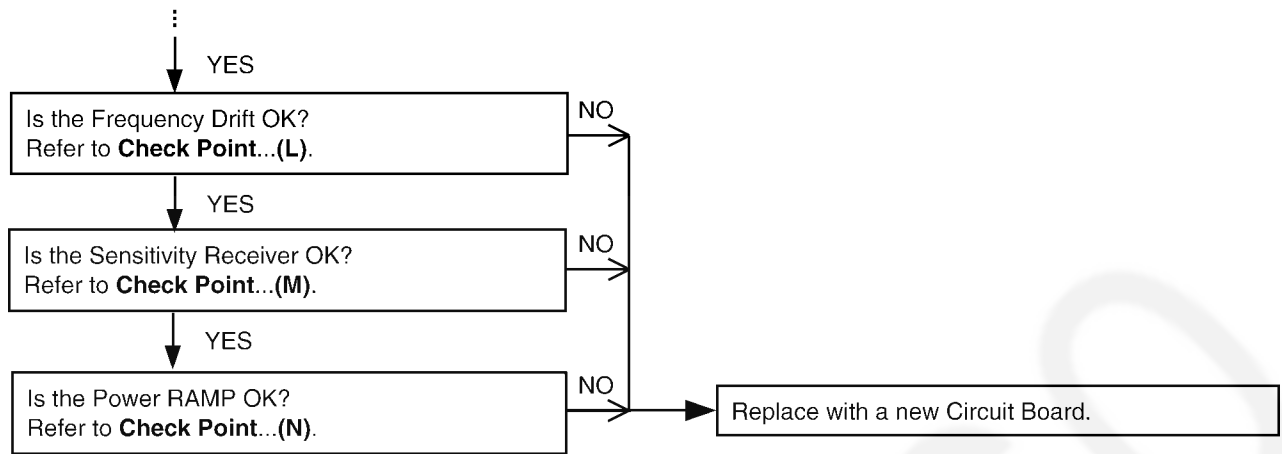 ⋮
YES
Is the Frequency Drift OK?
Refer to Check Point...(L).
NO
YES
Is the Sensitivity Receiver OK?
Refer to Check Point...(M).
NO
YES
Is the Power RAMP OK?
Refer to Check Point...(N).
NO
Replace with a new Circuit Board.